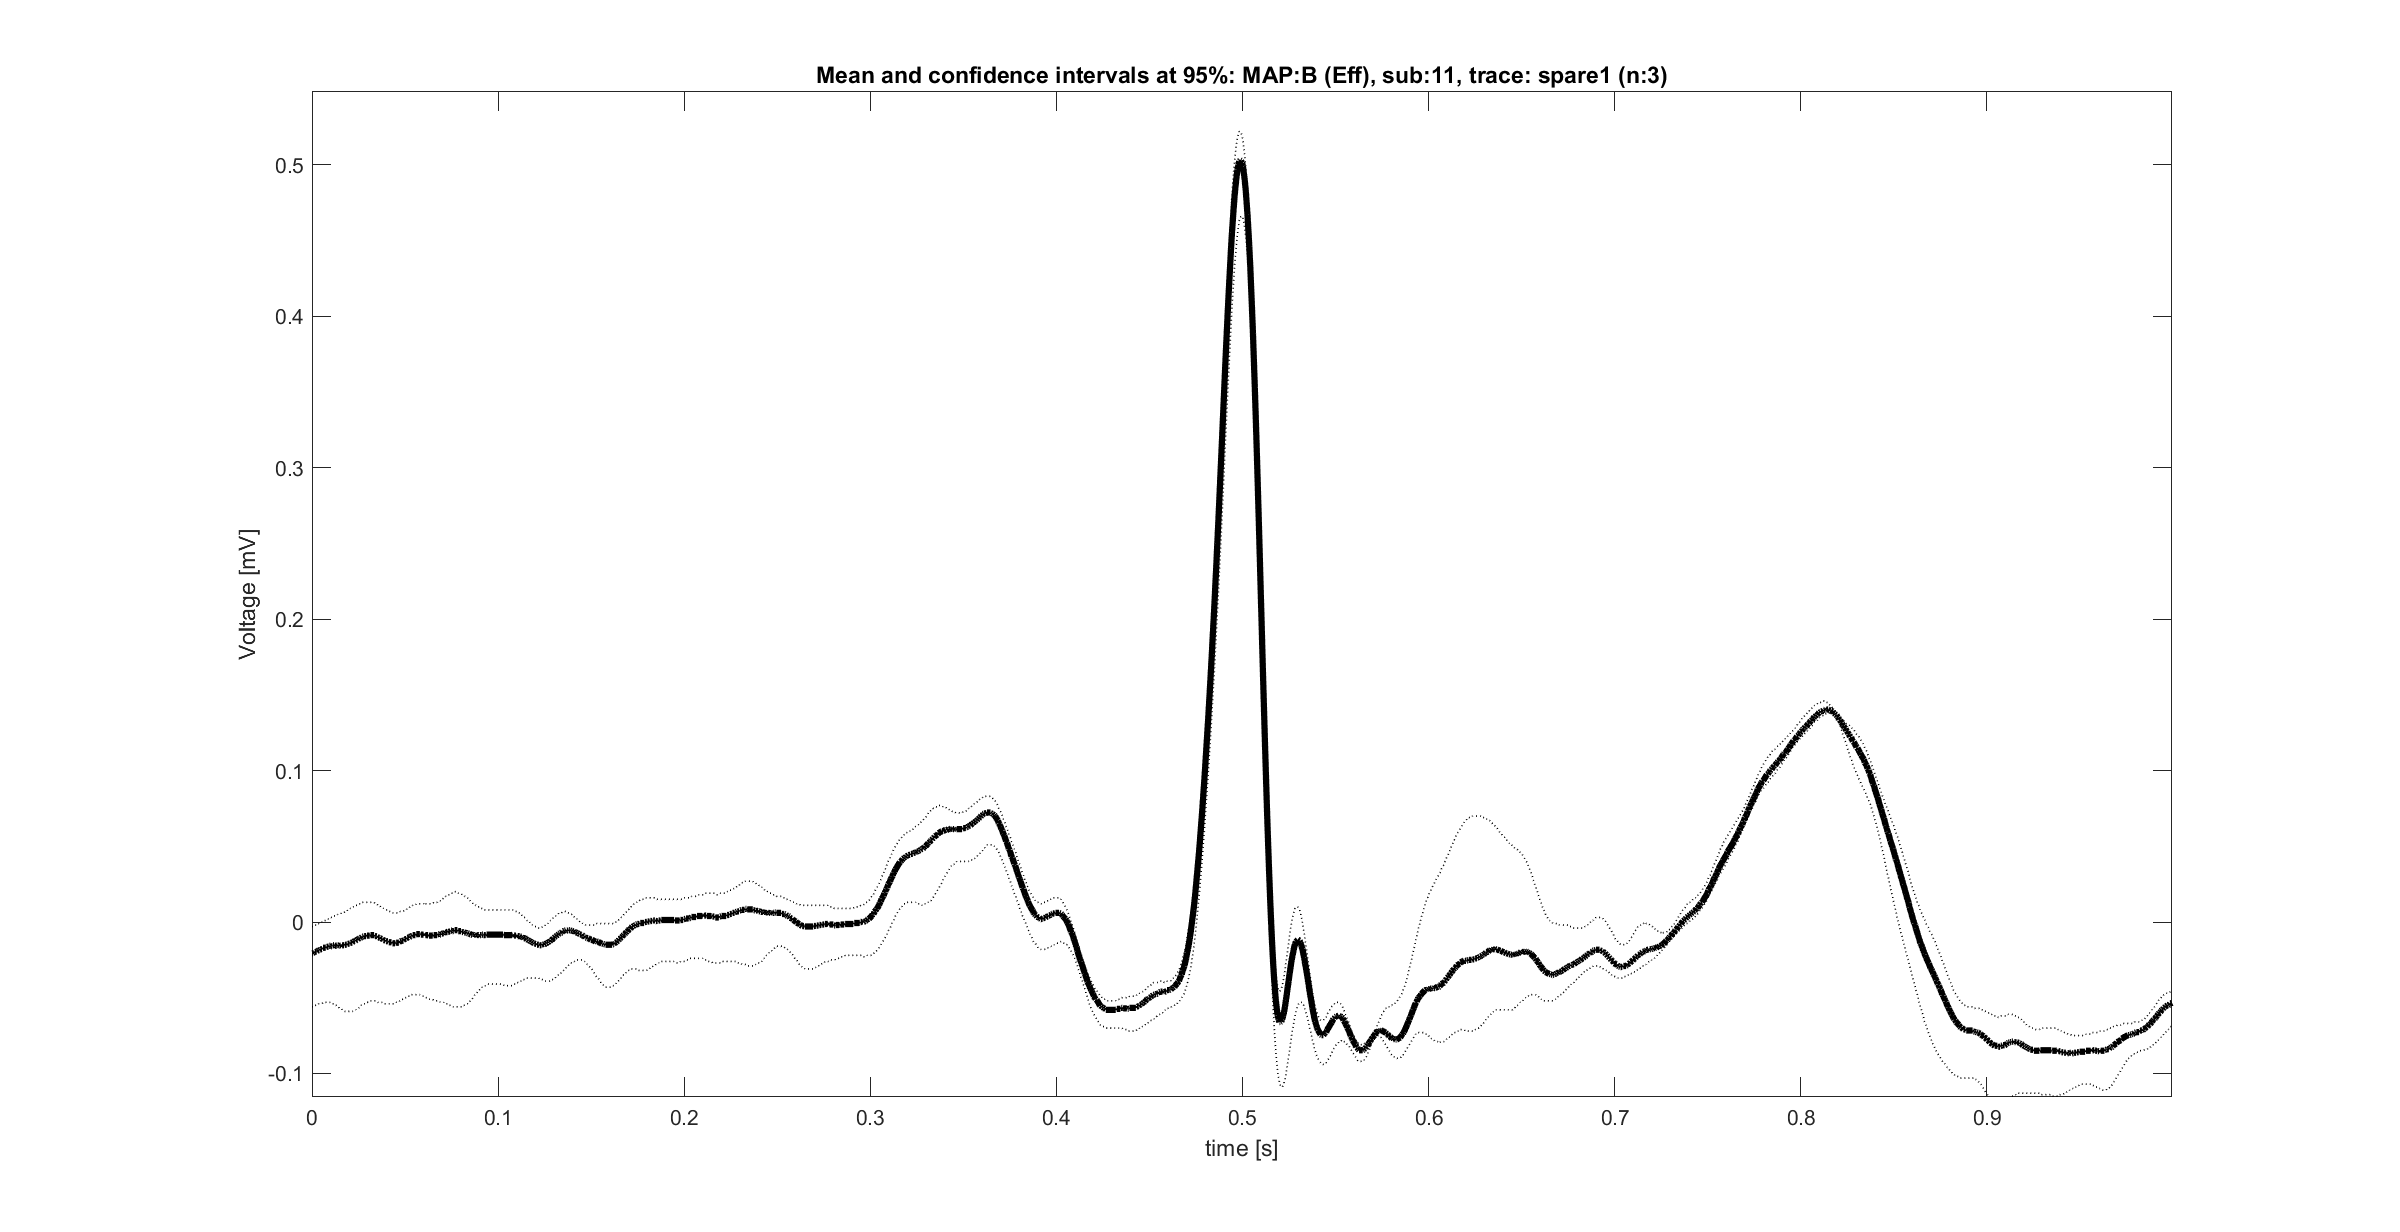 Mean and confidence intervals at 95%: MAP:B (Eff), sub:11, trace: spare1 (n:3)
0.5
0.4
0.3
0.2
0.1
0
-0.1
Voltage [mV]
0 0.1 0.2 0.3 0.4 0.5 0.6 0.7 0.8 0.9
time [s]